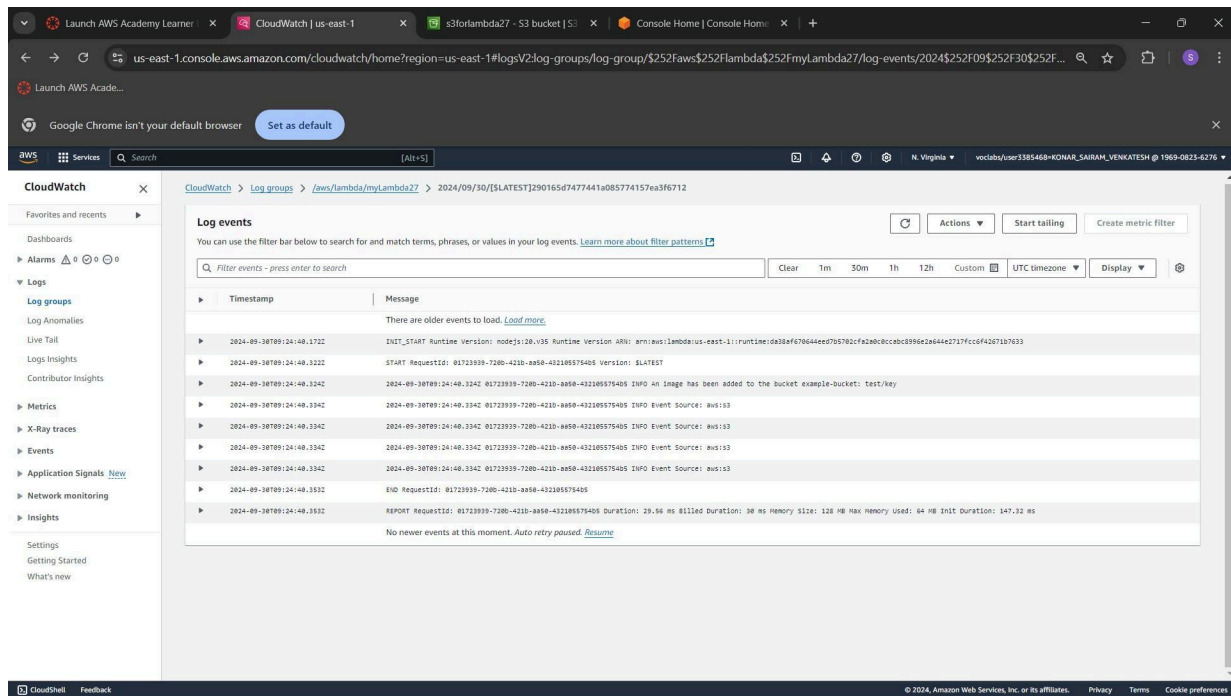 Launch AWS Academy Learner
CloudWatch | us-east-1
s3forlambda27 - S3 bucket | S3
Console Home | Console Home
us-east-1.console.aws.amazon.com/cloudwatch/home?region=us-east-1#logsV2:log-groups/log-group/$252Faws$252Flambda$252FmyLambda27/log-events/2024$252F09$252F30$252F...
S
Launch AWS Acade...
Google Chrome isn't your default browser
Set as default
aws
Services
Search
[Alt+S]
N. Virginia
voclabs/user3385468=KONAR_SAIRAM_VENKATESH @ 1969-0823-6276
CloudWatch
Favorites and recents
Dashboards
Alarms 0 0 0
Logs
Log groups
Log Anomalies
Live Tail
Logs Insights
Contributor Insights
Metrics
X-Ray traces
Events
Application Signals New
Network monitoring
Insights
Settings
Getting Started
What's new
CloudWatch > Log groups > /aws/lambda/myLambda27 > 2024/09/30/[$LATEST]290165d7477441a085774157ea3f6712
Log events
Actions
Start tailing
Create metric filter
You can use the filter bar below to search for and match terms, phrases, or values in your log events. Learn more about filter patterns
Filter events - press enter to search
Clear 1m 30m 1h 12h Custom UTC timezone Display
Timestamp Message
There are older events to load. Load more.
2024-09-30T09:24:40.172Z INIT_START Runtime Version: nodejs:20.v35 Runtime Version ARN: arn:aws:lambda:us-east-1::runtime:da38af670644eed7b5702cfa2a0c0ccabc8996e2a644e2717fcc6f42671b7633
2024-09-30T09:24:40.322Z START RequestId: 01723939-720b-421b-aa50-4321055754b5 Version: $LATEST
2024-09-30T09:24:40.324Z 2024-09-30T09:24:40.324Z 01723939-720b-421b-aa50-4321055754b5 INFO An image has been added to the bucket example-bucket: test/key
2024-09-30T09:24:40.334Z 2024-09-30T09:24:40.334Z 01723939-720b-421b-aa50-4321055754b5 INFO Event Source: aws:s3
2024-09-30T09:24:40.334Z 2024-09-30T09:24:40.334Z 01723939-720b-421b-aa50-4321055754b5 INFO Event Source: aws:s3
2024-09-30T09:24:40.334Z 2024-09-30T09:24:40.334Z 01723939-720b-421b-aa50-4321055754b5 INFO Event Source: aws:s3
2024-09-30T09:24:40.334Z 2024-09-30T09:24:40.334Z 01723939-720b-421b-aa50-4321055754b5 INFO Event Source: aws:s3
2024-09-30T09:24:40.353Z END RequestId: 01723939-720b-421b-aa50-4321055754b5
2024-09-30T09:24:40.353Z REPORT RequestId: 01723939-720b-421b-aa50-4321055754b5 Duration: 29.56 ms Billed Duration: 30 ms Memory Size: 128 MB Max Memory Used: 64 MB Init Duration: 147.32 ms
No newer events at this moment. Auto retry paused. Resume
CloudShell Feedback
© 2024, Amazon Web Services, Inc. or its affiliates. Privacy Terms Cookie preferences